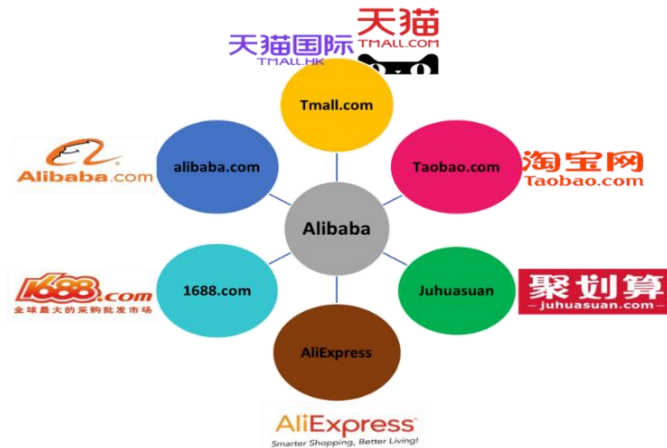 天猫
TMALL.COM
天猫国际
TMALL.HK
Tmall.com
Alibaba.com
alibaba.com
Taobao.com
淘宝网
Taobao.com
Alibaba
1688.com
全球最大的采购批发市场
1688.com
Juhuasuan
聚划算
juhuasuan.com
AliExpress
AliExpress
Smarter Shopping, Better Living!